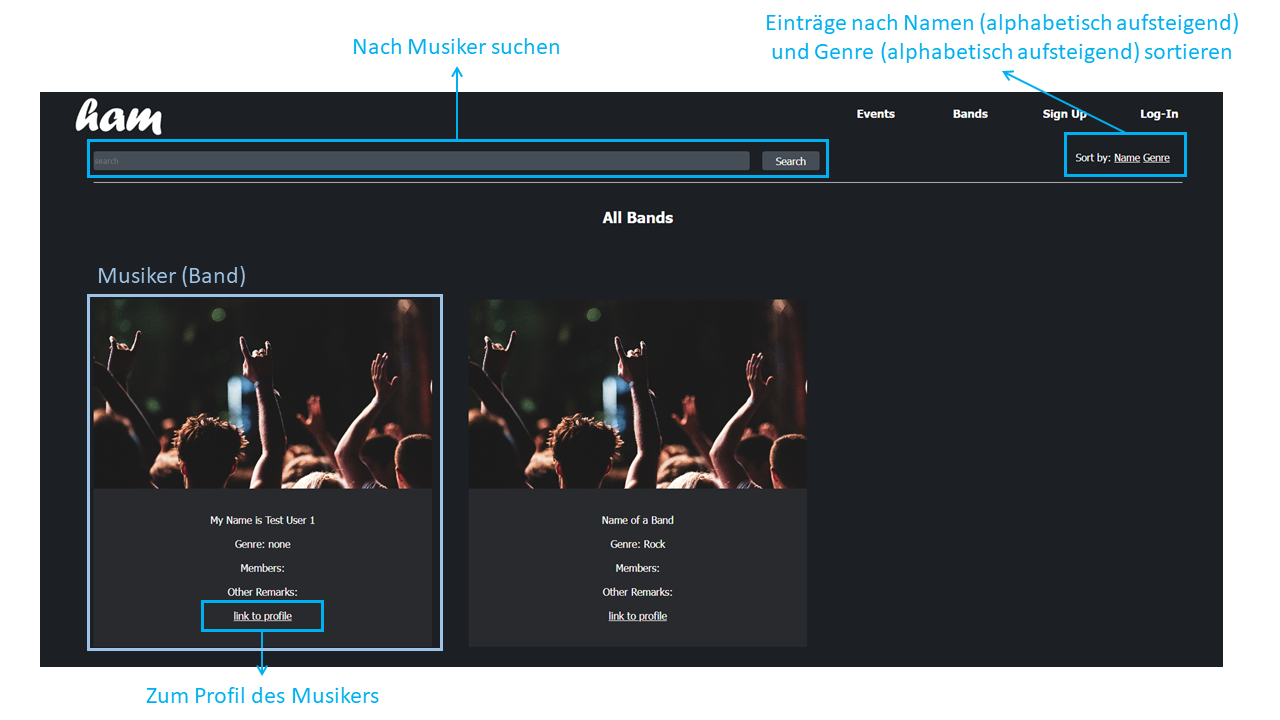 Einträge nach Namen (alphabetisch aufsteigend)
und Genre (alphabetisch aufsteigend) sortieren
Nach Musiker suchen
ham
Events Bands Sign Up Log-In
search Search Sort by: Name Genre
All Bands
Musiker (Band)
My Name is Test User 1
Genre: none
Members:
Other Remarks:
link to profile
Name of a Band
Genre: Rock
Members:
Other Remarks:
link to profile
Zum Profil des Musikers